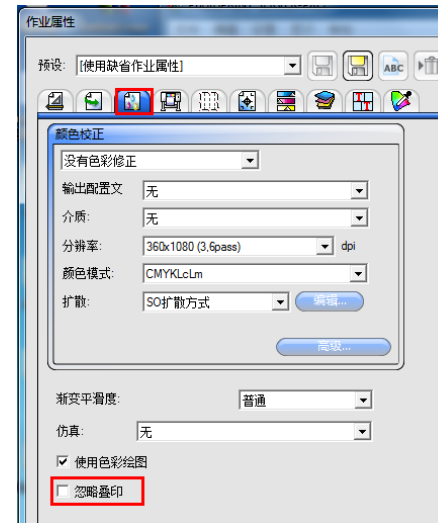 作业属性
预设: [使用缺省作业属性]
ABC
颜色校正
没有色彩修正
输出配置文 无
介质: 无
分辨率: 360x1080 (3,6pass) dpi
颜色模式: CMYKLcLm
扩散: SO扩散方式 编辑...
高级...
渐变平滑度: 普通
仿真: 无
使用色彩绘图
忽略叠印